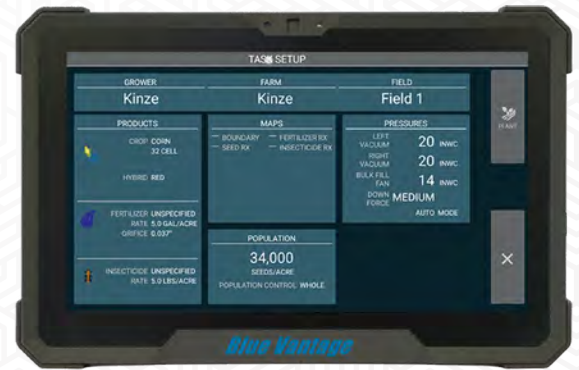 TASK SETUP
GROWER
Kinze
FARM
Kinze
FIELD
Field 1
PRODUCTS
CROP CORN
32 CELL
HYBRID RED
FERTILIZER UNSPECIFIED
RATE 5.0 GAL/ACRE
ORIFICE 0.037"
INSECTICIDE UNSPECIFIED
RATE 5.0 LBS/ACRE
MAPS
BOUNDARY
FERTILIZER RX
SEED RX
INSECTICIDE RX
POPULATION
34,000
SEEDS/ACRE
POPULATION CONTROL WHOLE
PRESSURES
LEFT
VACUUM 20 INWC
RIGHT
VACUUM 20 INWC
BULK FILL
FAN 14 INWC
DOWN
FORCE MEDIUM
AUTO MODE
PLANT
Blue Vantage